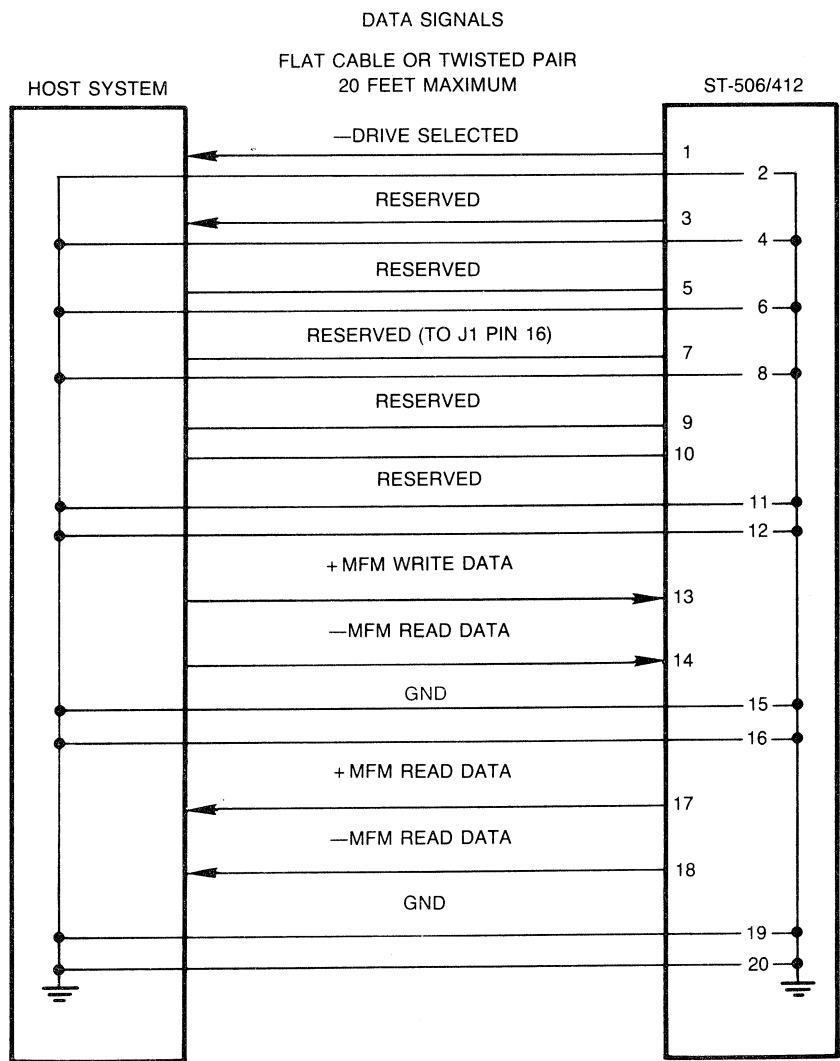 DATA SIGNALS
FLAT CABLE OR TWISTED PAIR
20 FEET MAXIMUM
HOST SYSTEM
ST-506/412
—DRIVE SELECTED
1
2
RESERVED
3
4
RESERVED
5
6
RESERVED (TO J1 PIN 16)
7
8
RESERVED
9
10
RESERVED
11
12
+MFM WRITE DATA
13
—MFM READ DATA
14
GND
15
16
+MFM READ DATA
17
—MFM READ DATA
18
GND
19
20